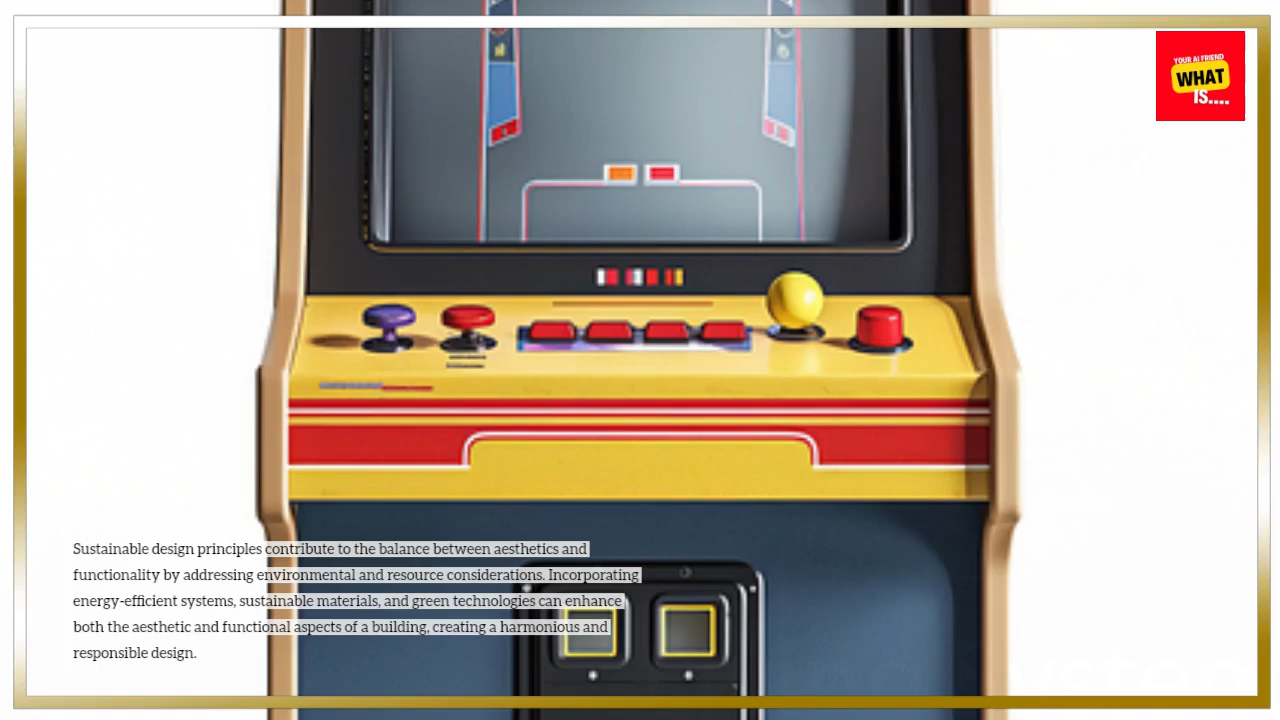 YOUR AI FRIEND
WHAT
IS....
Sustainable design principles contribute to the balance between aesthetics and
functionality by addressing environmental and resource considerations. Incorporating
energy-efficient systems, sustainable materials, and green technologies can enhance
both the aesthetic and functional aspects of a building, creating a harmonious and
responsible design.